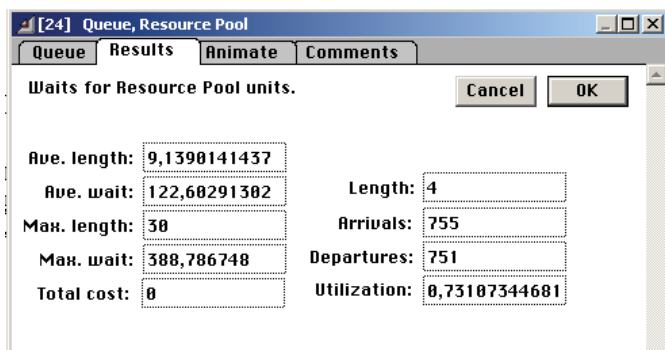 [24] Queue, Resource Pool
Queue Results Animate Comments
Waits for Resource Pool units.
Cancel OK
Ave. length: 9,1390141437
Ave. wait: 122,60291302
Length: 4
Max. length: 30
Arrivals: 755
Max. wait: 388,786748
Departures: 751
Total cost: 0
Utilization: 0,73107344681